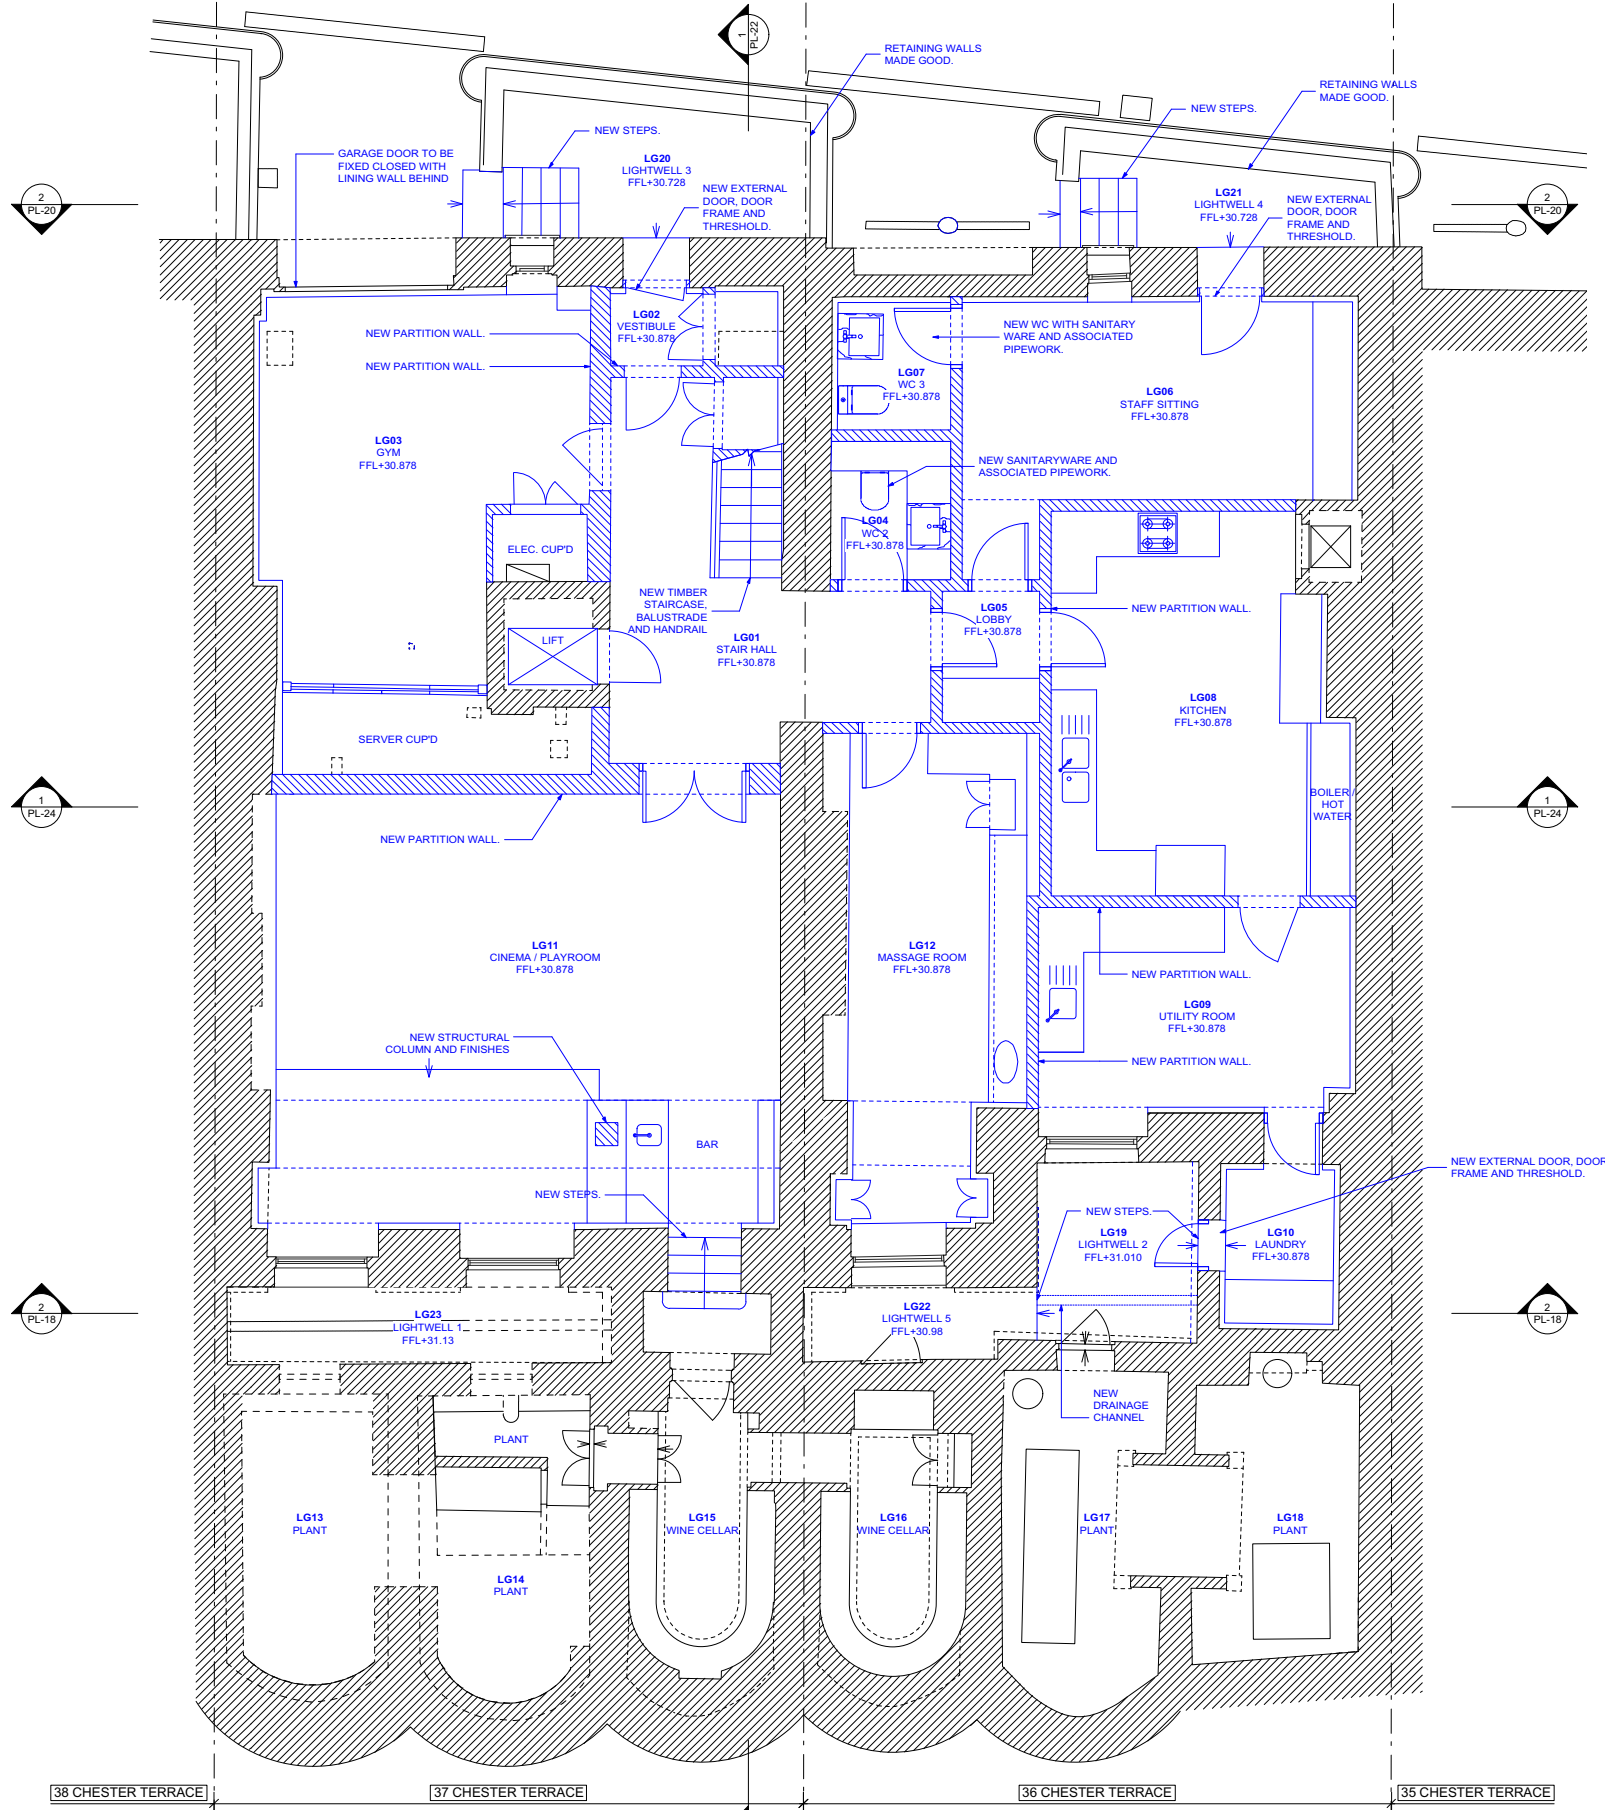 1
PL-22
RETAINING WALLS
MADE GOOD.
RETAINING WALLS
MADE GOOD.
NEW STEPS.
NEW STEPS.
GARAGE DOOR TO BE
FIXED CLOSED WITH
LINING WALL BEHIND
LG20
LIGHTWELL 3
FFL+30.728
NEW EXTERNAL
DOOR, DOOR
FRAME AND
THRESHOLD.
LG21
LIGHTWELL 4
FFL+30.728
NEW EXTERNAL
DOOR, DOOR
FRAME AND
THRESHOLD.
2
PL-20
2
PL-20
LG02
VESTIBULE
FFL+30.878
NEW PARTITION WALL.
NEW PARTITION WALL.
NEW WC WITH SANITARY
WARE AND ASSOCIATED
PIPEWORK.
LG07
WC 3
FFL+30.878
LG06
STAFF SITTING
FFL+30.878
LG03
GYM
FFL+30.878
NEW SANITARYWARE AND
ASSOCIATED PIPEWORK.
LG04
WC 2
FFL+30.878
ELEC. CUP'D
NEW TIMBER
STAIRCASE,
BALUSTRADE
AND HANDRAIL
LG05
LOBBY
FFL+30.878
NEW PARTITION WALL.
LIFT
LG01
STAIR HALL
FFL+30.878
LG08
KITCHEN
FFL+30.878
SERVER CUP'D
1
PL-24
1
PL-24
BOILER /
HOT
WATER
NEW PARTITION WALL.
LG11
CINEMA / PLAYROOM
FFL+30.878
LG12
MASSAGE ROOM
FFL+30.878
NEW PARTITION WALL.
LG09
UTILITY ROOM
FFL+30.878
NEW STRUCTURAL
COLUMN AND FINISHES
NEW PARTITION WALL.
BAR
NEW EXTERNAL DOOR, DOOR
FRAME AND THRESHOLD.
NEW STEPS.
NEW STEPS.
LG19
LIGHTWELL 2
FFL+31.010
LG10
LAUNDRY
FFL+30.878
2
PL-18
2
PL-18
LG23
LIGHTWELL 1
FFL+31.13
LG22
LIGHTWELL 5
FFL+30.98
NEW
DRAINAGE
CHANNEL
PLANT
LG13
PLANT
LG15
WINE CELLAR
LG16
WINE CELLAR
LG17
PLANT
LG18
PLANT
LG14
PLANT
38 CHESTER TERRACE
37 CHESTER TERRACE
36 CHESTER TERRACE
35 CHESTER TERRACE